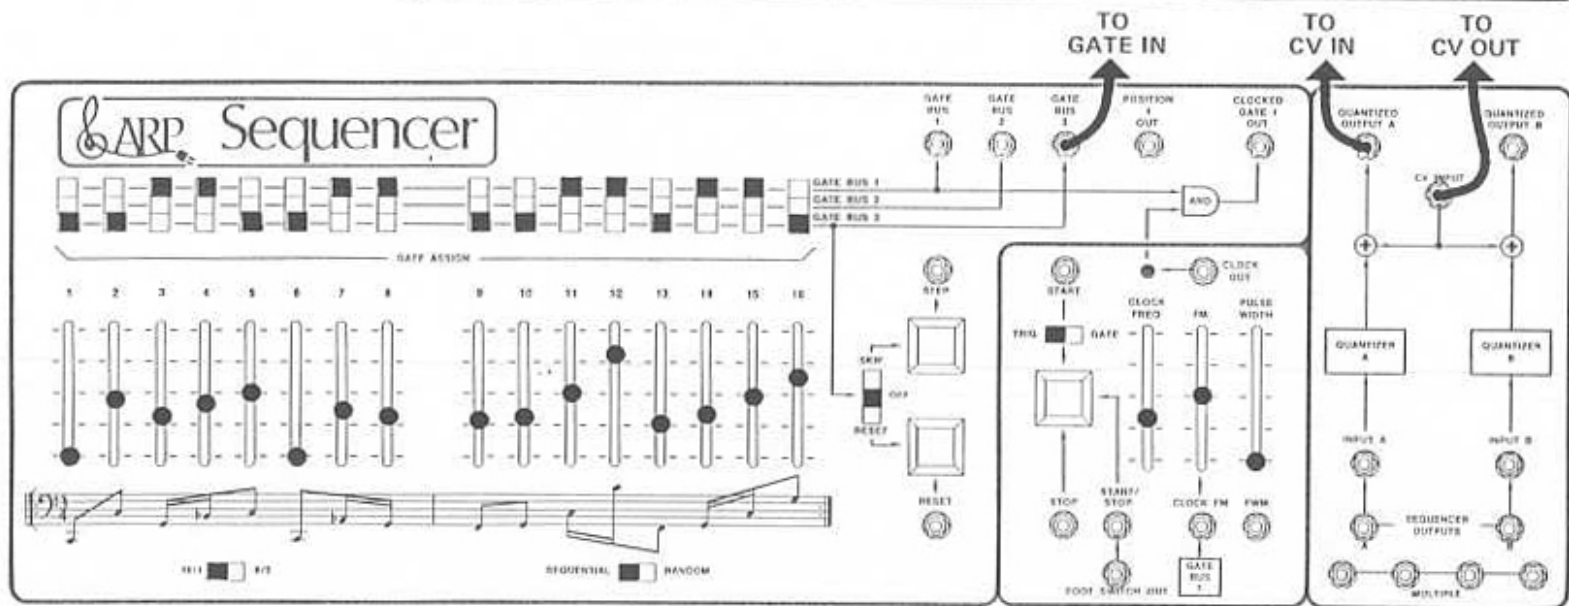 TO GATE IN
TO CV IN
TO CV OUT
ARP Sequencer
GATE BUS 1
GATE BUS 2
GATE BUS 3
POSITION 1 OUT
CLOCKED GATE 1 OUT
QUANTIZED OUTPUT A
QUANTIZED OUTPUT B
CV INPUT
GATE BUS 1
GATE BUS 2
GATE BUS 3
AND
GATE ASSIGN
1 2 3 4 5 6 7 8 9 10 11 12 13 14 15 16
STEP
START
CLOCK OUT
CLOCK FREQ
FM
PULSE WIDTH
TRIG
GATE
SKIP
OFF
RESET
QUANTIZER A
QUANTIZER B
INPUT A
INPUT B
RESET
STOP
START/STOP
CLOCK FM
PWM
SEQUENCER OUTPUTS
A
B
16/1
8/2
SEQUENTIAL
RANDOM
FOOT SWITCH
GATE BUS 1
MULTIPLE